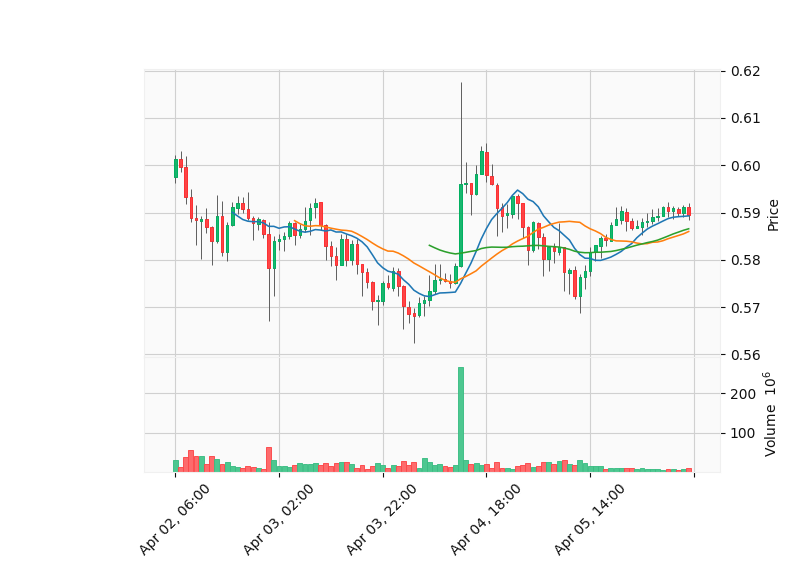 0.62
0.61
0.60
0.59
0.58
0.57
0.56
Price
200
100
Volume 10^6
Apr 02, 06:00
Apr 03, 02:00
Apr 03, 22:00
Apr 04, 18:00
Apr 05, 14:00